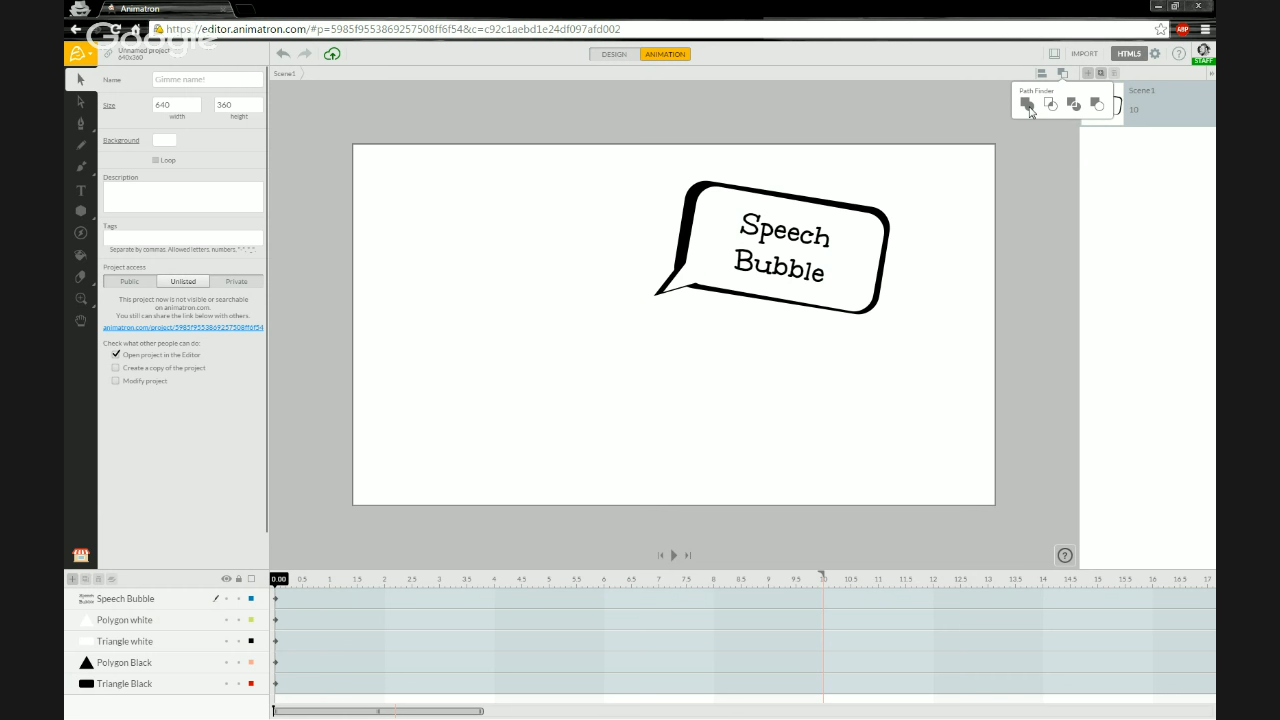 Animatron
https://editor.animatron.com/#p=5985f9553869257508ff6f54&c=c92c1aebd1e24df097afd002
ABP
Google
Unnamed project
640x360
DESIGN
ANIMATION
IMPORT
HTML5
?
STAFF
Scene1
Name
Gimme name!
Size
640
360
width
height
Background
Loop
Description
Tags
Separate by commas. Allowed letters, numbers, "-", "_".
Project access
Public
Unlisted
Private
This project now is not visible or searchable
on animatron.com.
You still can share the link below with others.
animatron.com/project/5985f9553869257508ff6f54
Check what other people can do:
Open project in the Editor
Create a copy of the project
Modify project
Path Finder
Scene1
10
Speech
Bubble
?
0.00 0.5 1 1.5 2 2.5 3 3.5 4 4.5 5 5.5 6 6.5 7 7.5 8 8.5 9 9.5 10 10.5 11 11.5 12 12.5 13 13.5 14 14.5 15 15.5 16 16.5 17
Speech Bubble
Polygon white
Triangle white
Polygon Black
Triangle Black